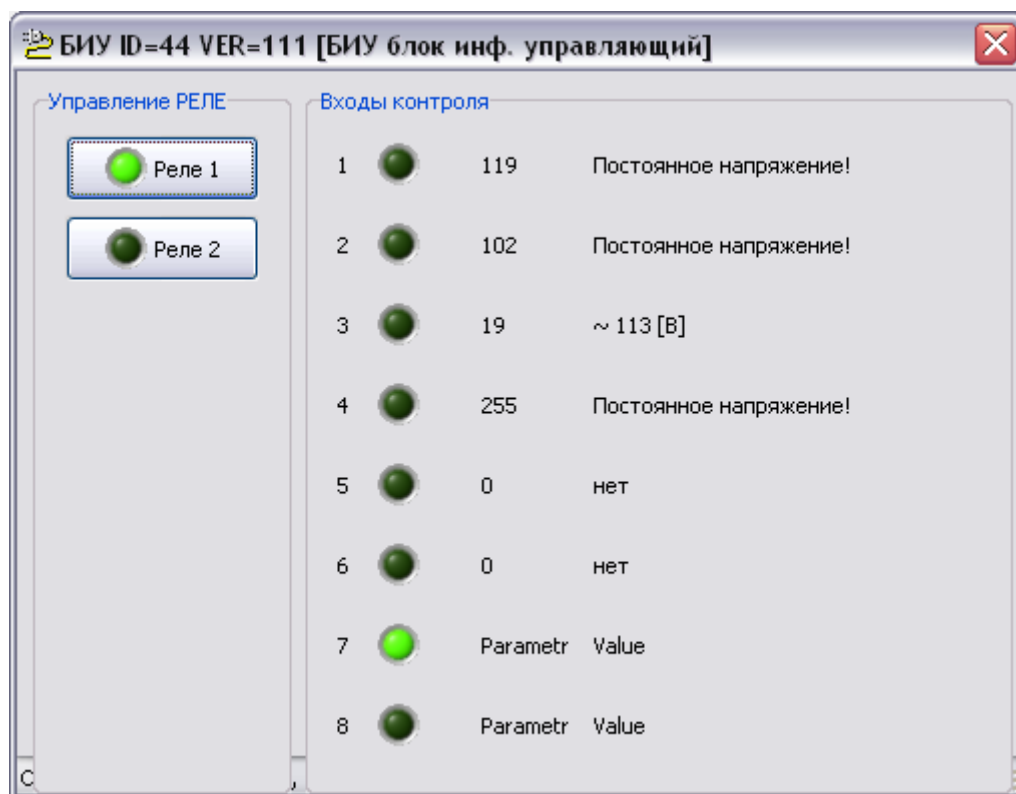 БИУ ID=44 VER=111 [БИУ блок инф. управляющий]
Управление РЕЛЕ
Реле 1
Реле 2
Входы контроля
1 119 Постоянное напряжение!
2 102 Постоянное напряжение!
3 19 ~ 113 [В]
4 255 Постоянное напряжение!
5 0 нет
6 0 нет
7 Parametr Value
8 Parametr Value